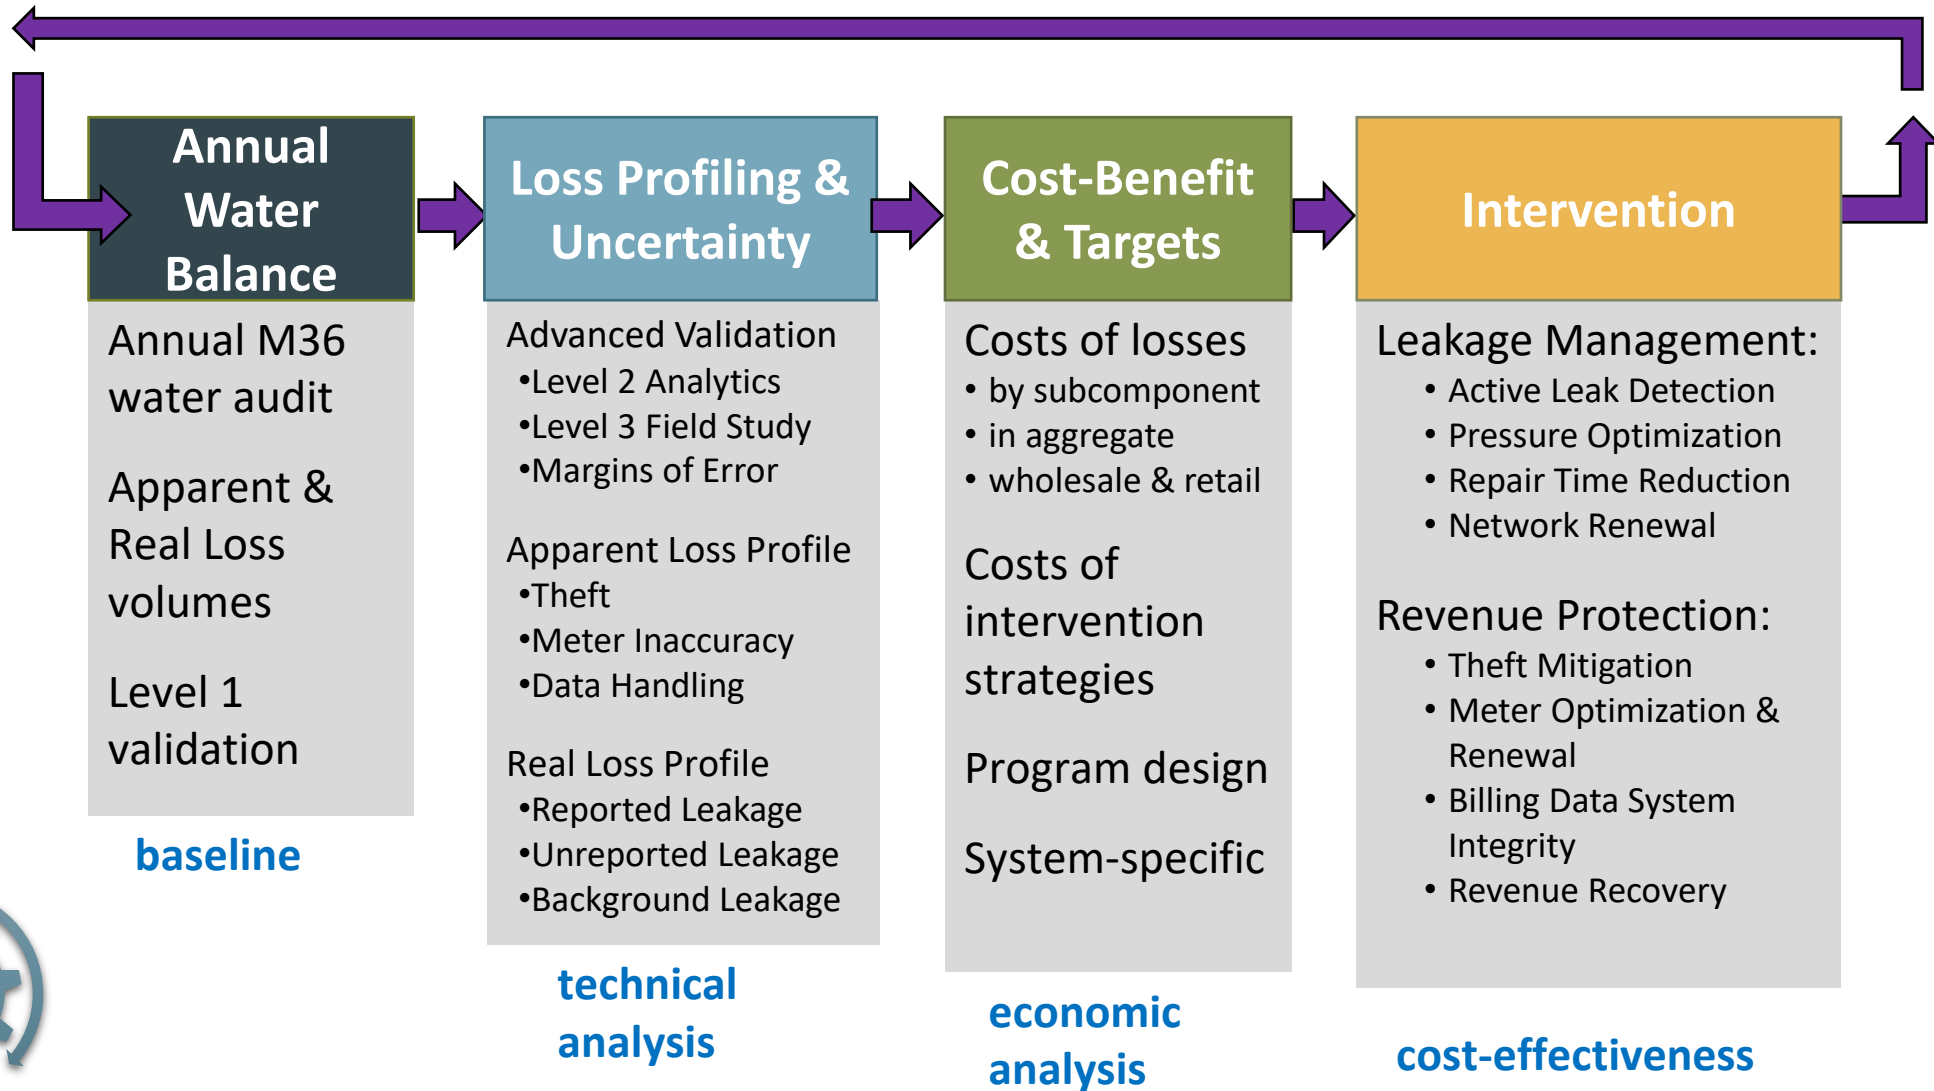 Annual
Water
Balance
Annual M36
water audit
Apparent &
Real Loss
volumes
Level 1
validation
baseline
Loss Profiling &
Uncertainty
Advanced Validation
•Level 2 Analytics
•Level 3 Field Study
•Margins of Error
Apparent Loss Profile
•Theft
•Meter Inaccuracy
•Data Handling
Real Loss Profile
•Reported Leakage
•Unreported Leakage
•Background Leakage
technical
analysis
Cost-Benefit
& Targets
Costs of losses
• by subcomponent
• in aggregate
• wholesale & retail
Costs of
intervention
strategies
Program design
System-specific
economic
analysis
Intervention
Leakage Management:
• Active Leak Detection
• Pressure Optimization
• Repair Time Reduction
• Network Renewal
Revenue Protection:
• Theft Mitigation
• Meter Optimization &
Renewal
• Billing Data System
Integrity
• Revenue Recovery
cost-effectiveness